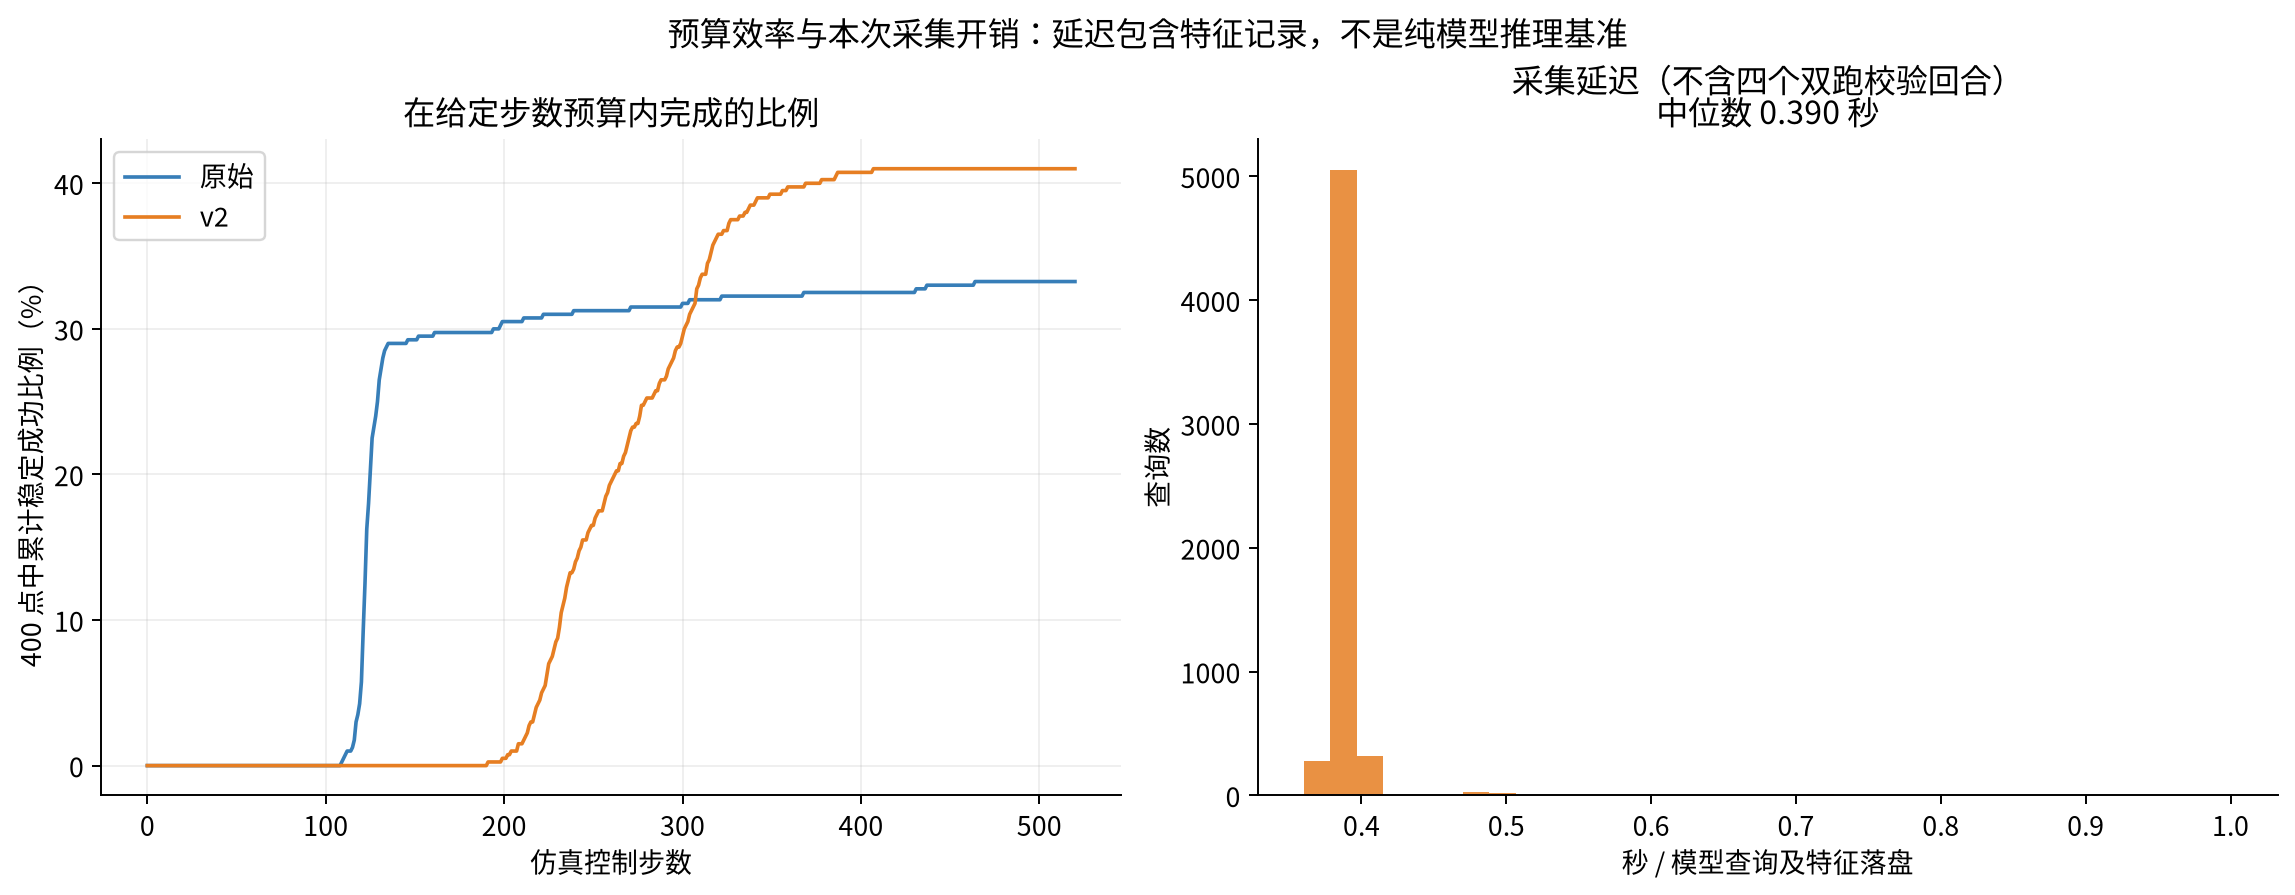 预算效率与本次采集开销：延迟包含特征记录，不是纯模型推理基准
在给定步数预算内完成的比例
原始
v2
400 点中累计稳定成功比例（%）
40
30
20
10
0
0
100
200
300
400
500
仿真控制步数
采集延迟（不含四个双跑校验回合）
中位数 0.390 秒
查询数
5000
4000
3000
2000
1000
0
0.4
0.5
0.6
0.7
0.8
0.9
1.0
秒 / 模型查询及特征落盘